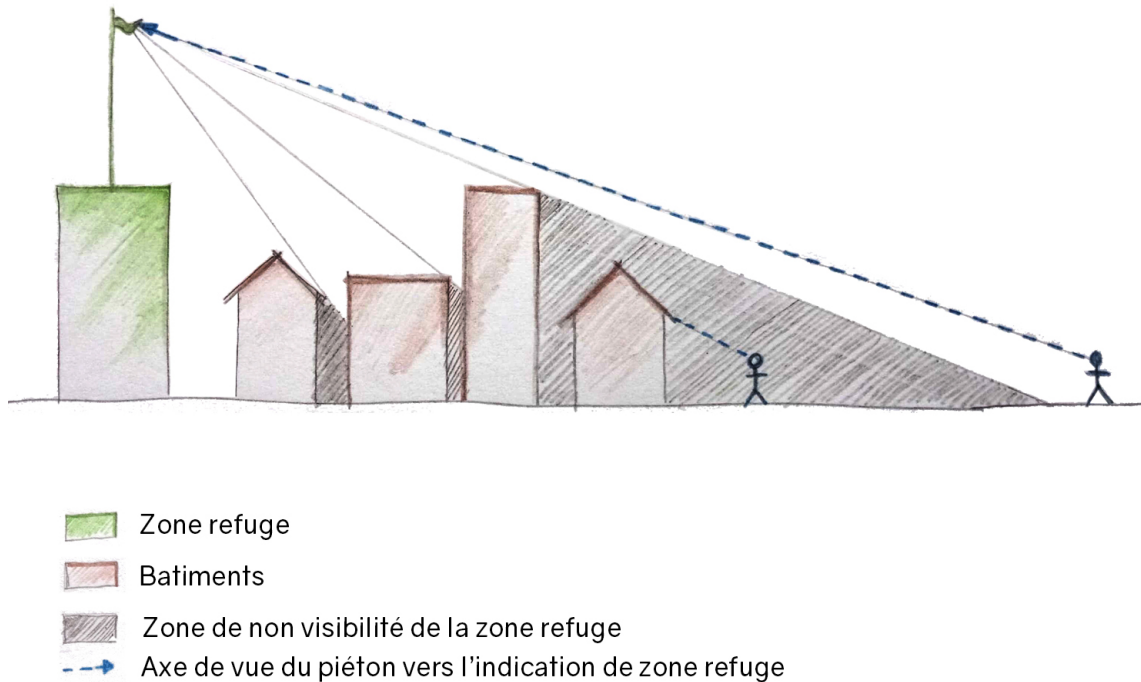 Zone refuge
Batiments
Zone de non visibilité de la zone refuge
Axe de vue du piéton vers l'indication de zone refuge